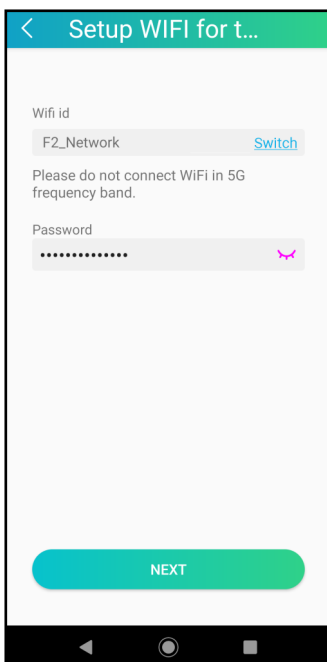 Setup WIFI for t...
Wifi id
F2_Network
Switch
Please do not connect WiFi in 5G
frequency band.
Password
••••••••••••••
NEXT